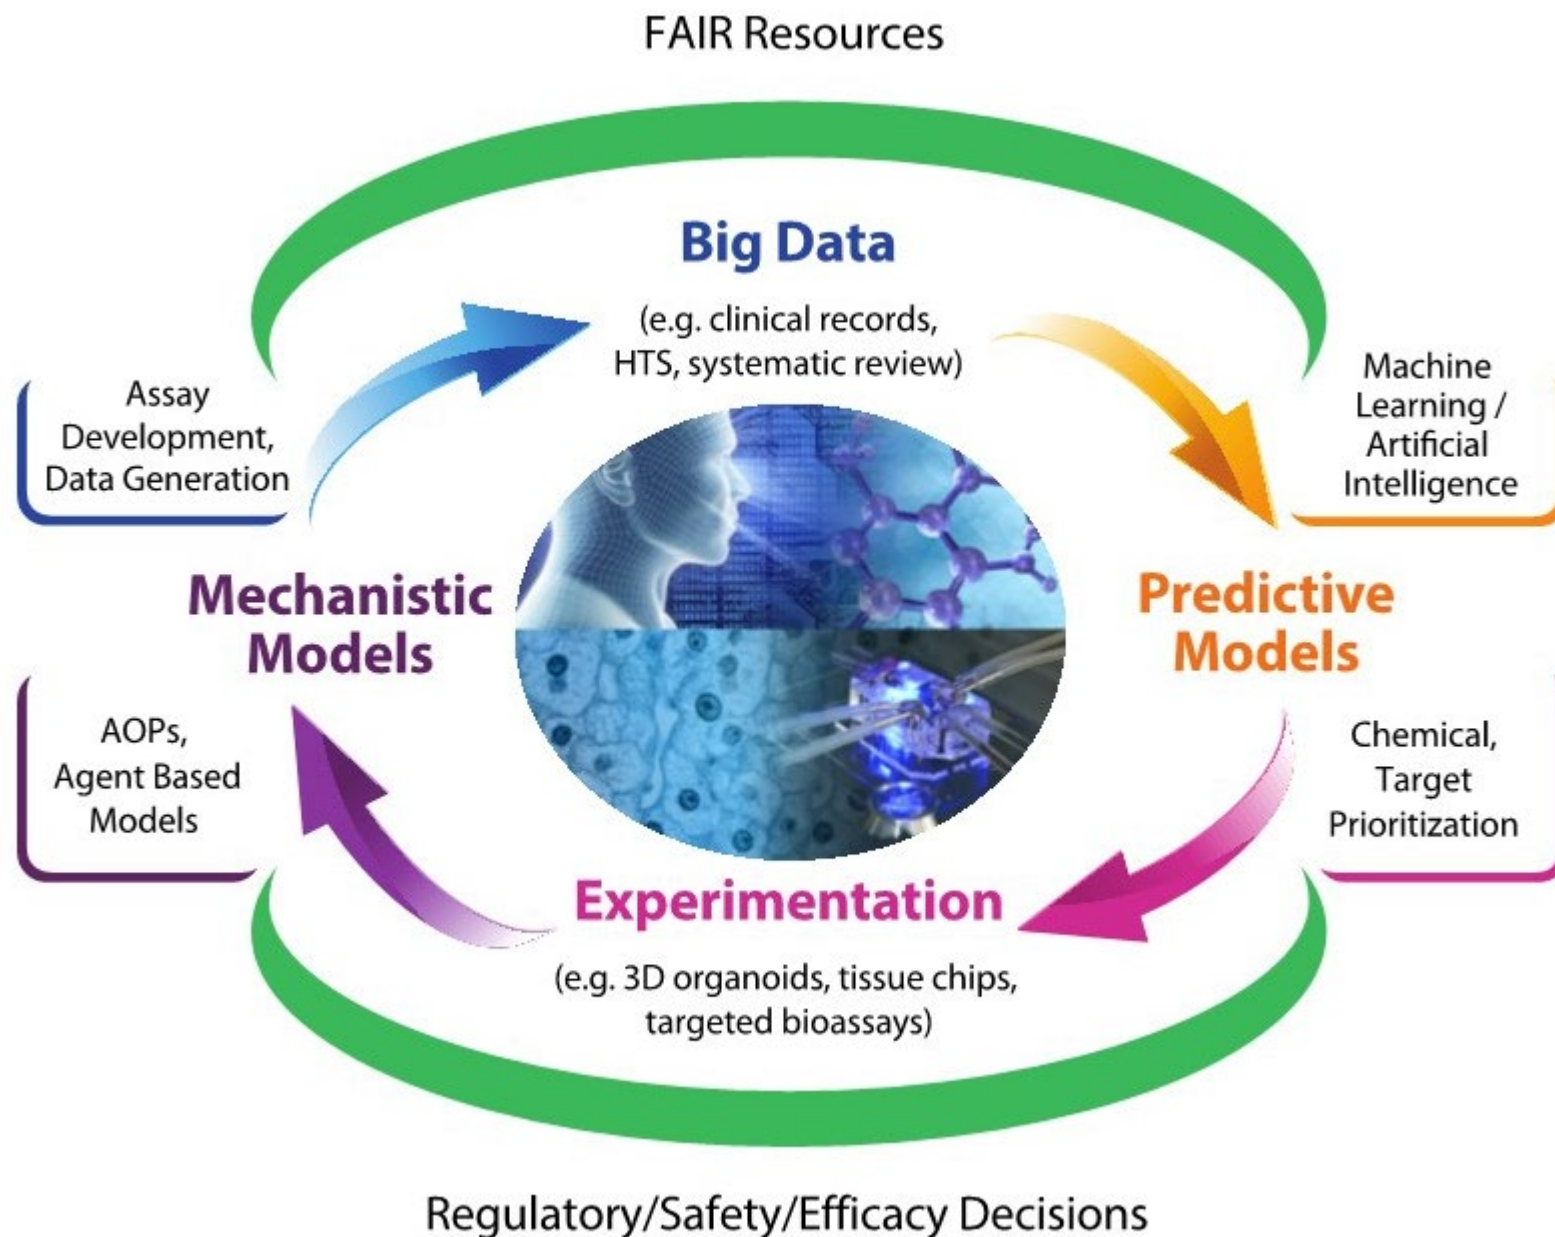 FAIR Resources
Big Data
(e.g. clinical records,
HTS, systematic review)
Assay
Development,
Data Generation
Machine
Learning /
Artificial
Intelligence
Mechanistic
Models
Predictive
Models
AOPs,
Agent Based
Models
Chemical,
Target
Prioritization
Experimentation
(e.g. 3D organoids, tissue chips,
targeted bioassays)
Regulatory/Safety/Efficacy Decisions